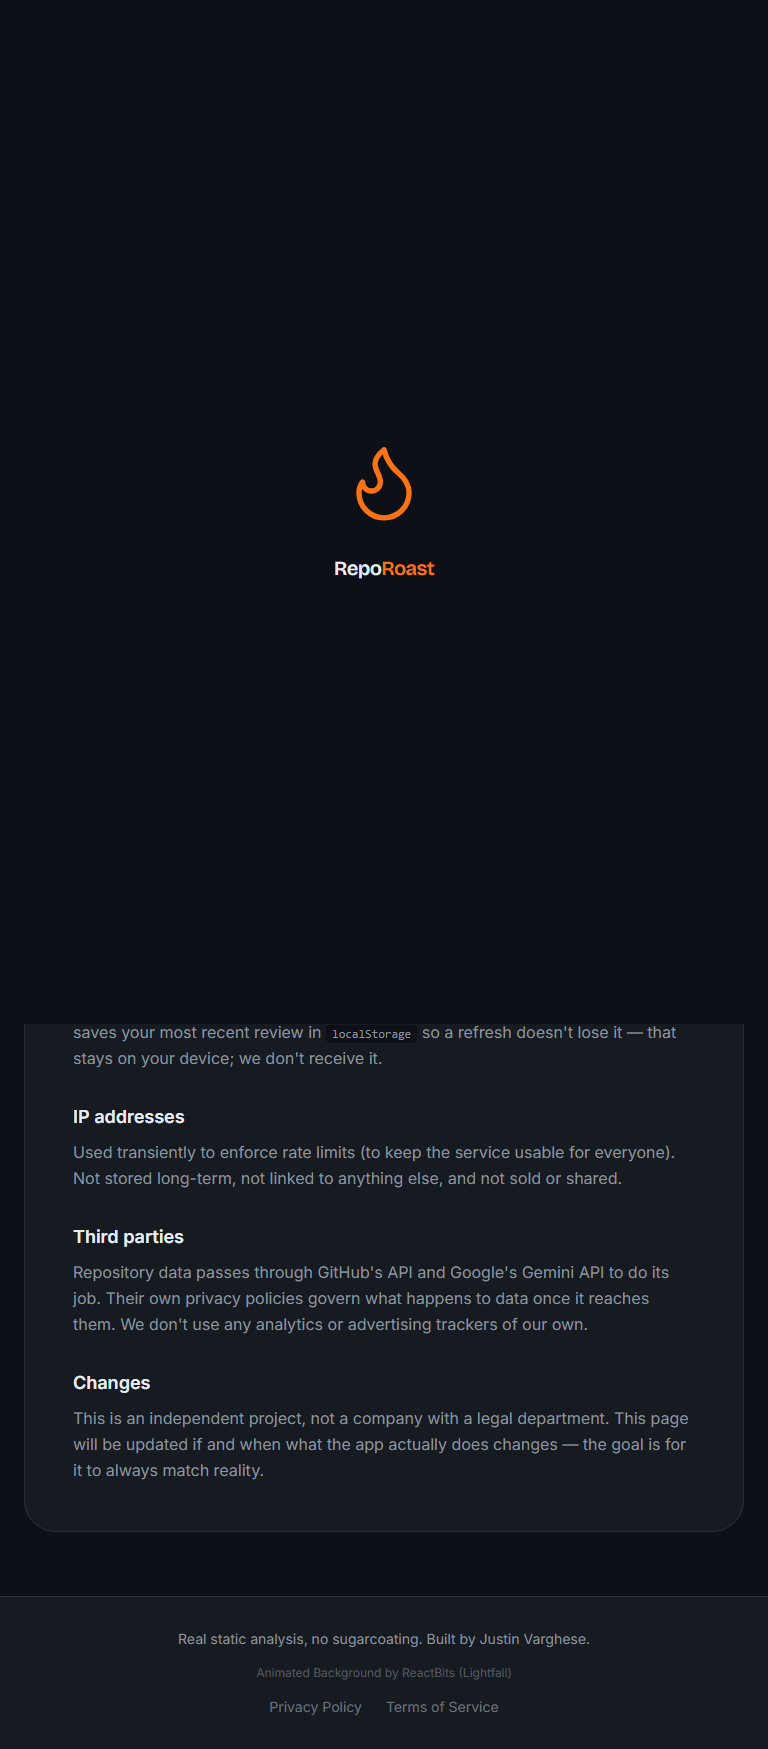 RepoRoast
saves your most recent review in localStorage so a refresh doesn't lose it — that
stays on your device; we don't receive it.
IP addresses
Used transiently to enforce rate limits (to keep the service usable for everyone).
Not stored long-term, not linked to anything else, and not sold or shared.
Third parties
Repository data passes through GitHub's API and Google's Gemini API to do its
job. Their own privacy policies govern what happens to data once it reaches
them. We don't use any analytics or advertising trackers of our own.
Changes
This is an independent project, not a company with a legal department. This page
will be updated if and when what the app actually does changes — the goal is for
it to always match reality.
Real static analysis, no sugarcoating. Built by Justin Varghese.
Animated Background by ReactBits (Lightfall)
Privacy Policy Terms of Service